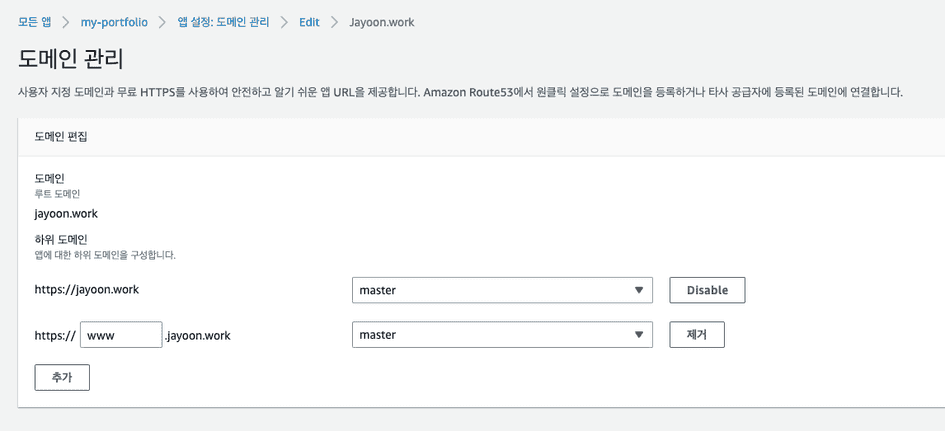 모든 앱 > my-portfolio > 앱 설정: 도메인 관리 > Edit > Jayoon.work
도메인 관리
사용자 지정 도메인과 무료 HTTPS를 사용하여 안전하고 알기 쉬운 앱 URL을 제공합니다. Amazon Route53에서 원클릭 설정으로 도메인을 등록하거나 타사 공급자에 등록된 도메인에 연결합니다.
도메인 편집
도메인
루트 도메인
jayoon.work
하위 도메인
앱에 대한 하위 도메인을 구성합니다.
https://jayoon.work master Disable
https:// www .jayoon.work master 제거
추가